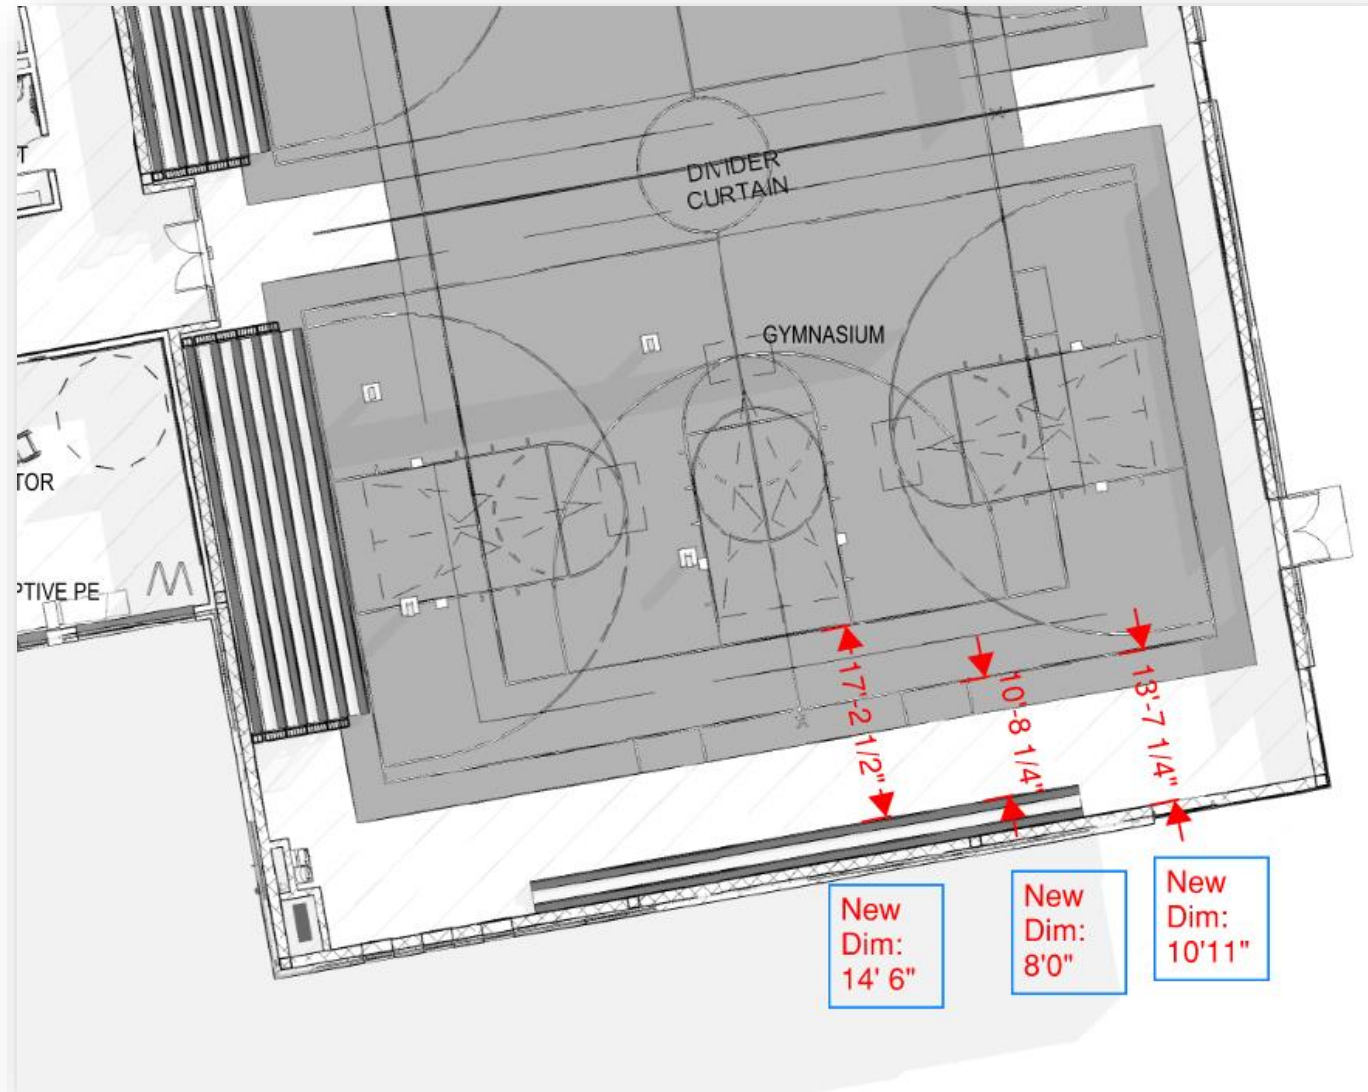 T
DIVIDER
CURTAIN
GYMNASIUM
TOR
PTIVE PE
17'-2 1/2"
10'-8 1/4"
13'-7 1/4"
New
Dim:
14' 6"
New
Dim:
8'0"
New
Dim:
10'11"